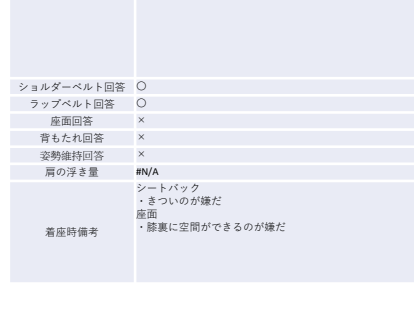 ショルダーベルト回答 〇
ラップベルト回答 〇
座面回答 ×
背もたれ回答 ×
姿勢維持回答 ×
肩の浮き量 #N/A
着座時備考
シートバック
・きついのが嫌だ
座面
・膝裏に空間ができるのが嫌だ